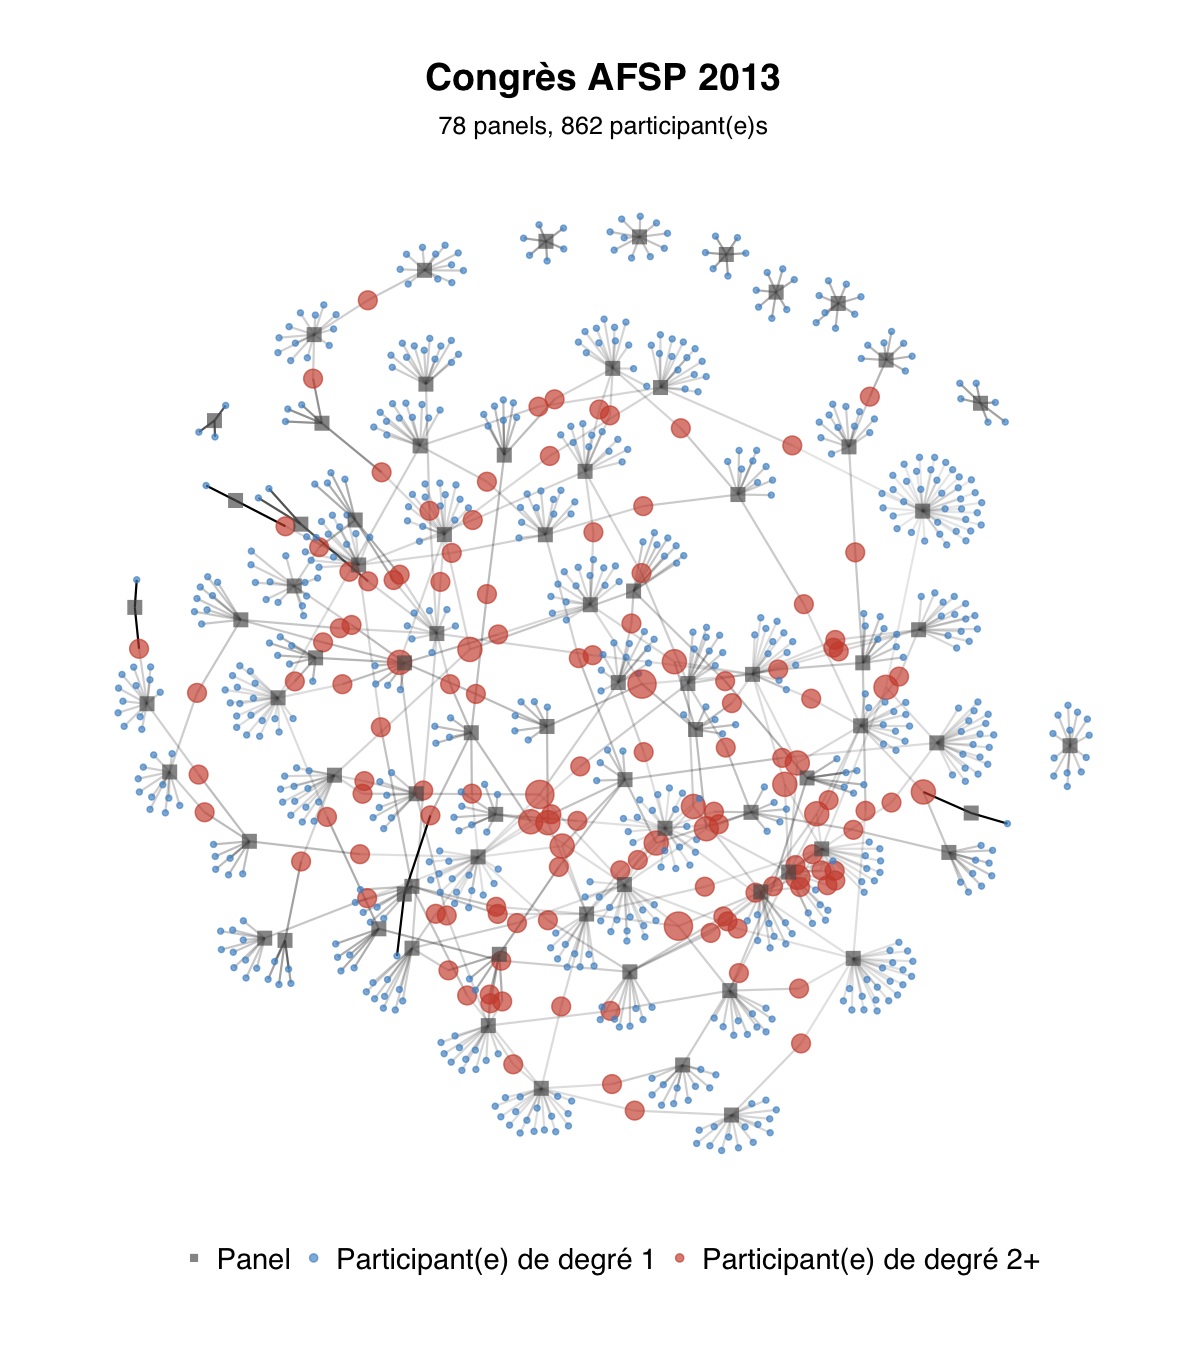 Congrès AFSP 2013
78 panels, 862 participant(e)s
Panel Participant(e) de degré 1 Participant(e) de degré 2+